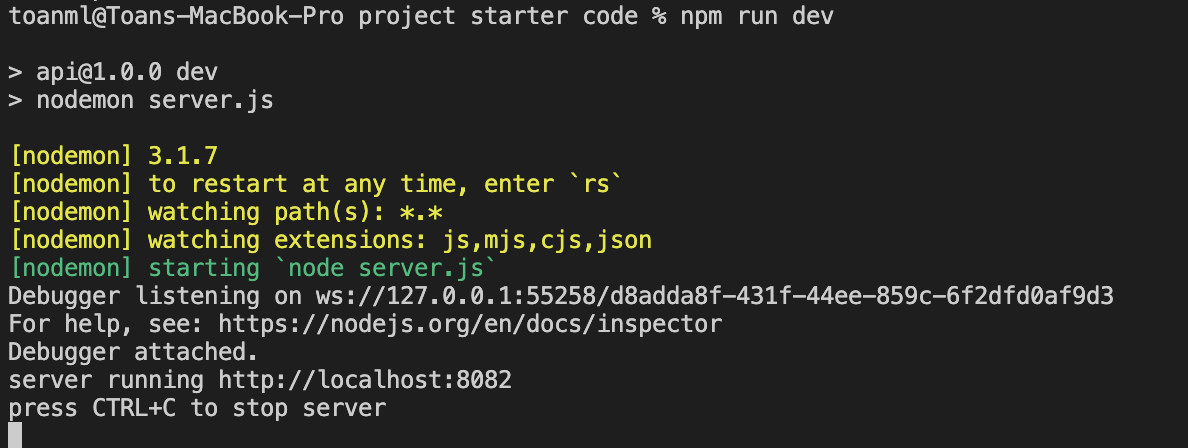 toanml@Toans-MacBook-Pro project starter code % npm run dev
> api@1.0.0 dev
> nodemon server.js
[nodemon] 3.1.7
[nodemon] to restart at any time, enter `rs`
[nodemon] watching path(s): *.*
[nodemon] watching extensions: js,mjs,cjs,json
[nodemon] starting `node server.js`
Debugger listening on ws://127.0.0.1:55258/d8adda8f-431f-44ee-859c-6f2dfd0af9d3
For help, see: https://nodejs.org/en/docs/inspector
Debugger attached.
server running http://localhost:8082
press CTRL+C to stop server